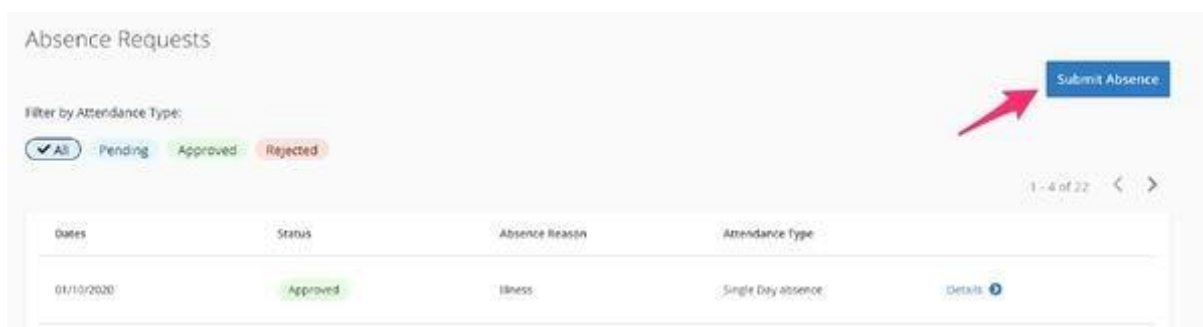 Absence Requests
Submit Absence
Filter by Attendance Type:
All Pending Approved Rejected
1 - 4 of 22
Dates Status Absence Reason Attendance Type
01/10/2020 Approved Illness Single Day absence Details